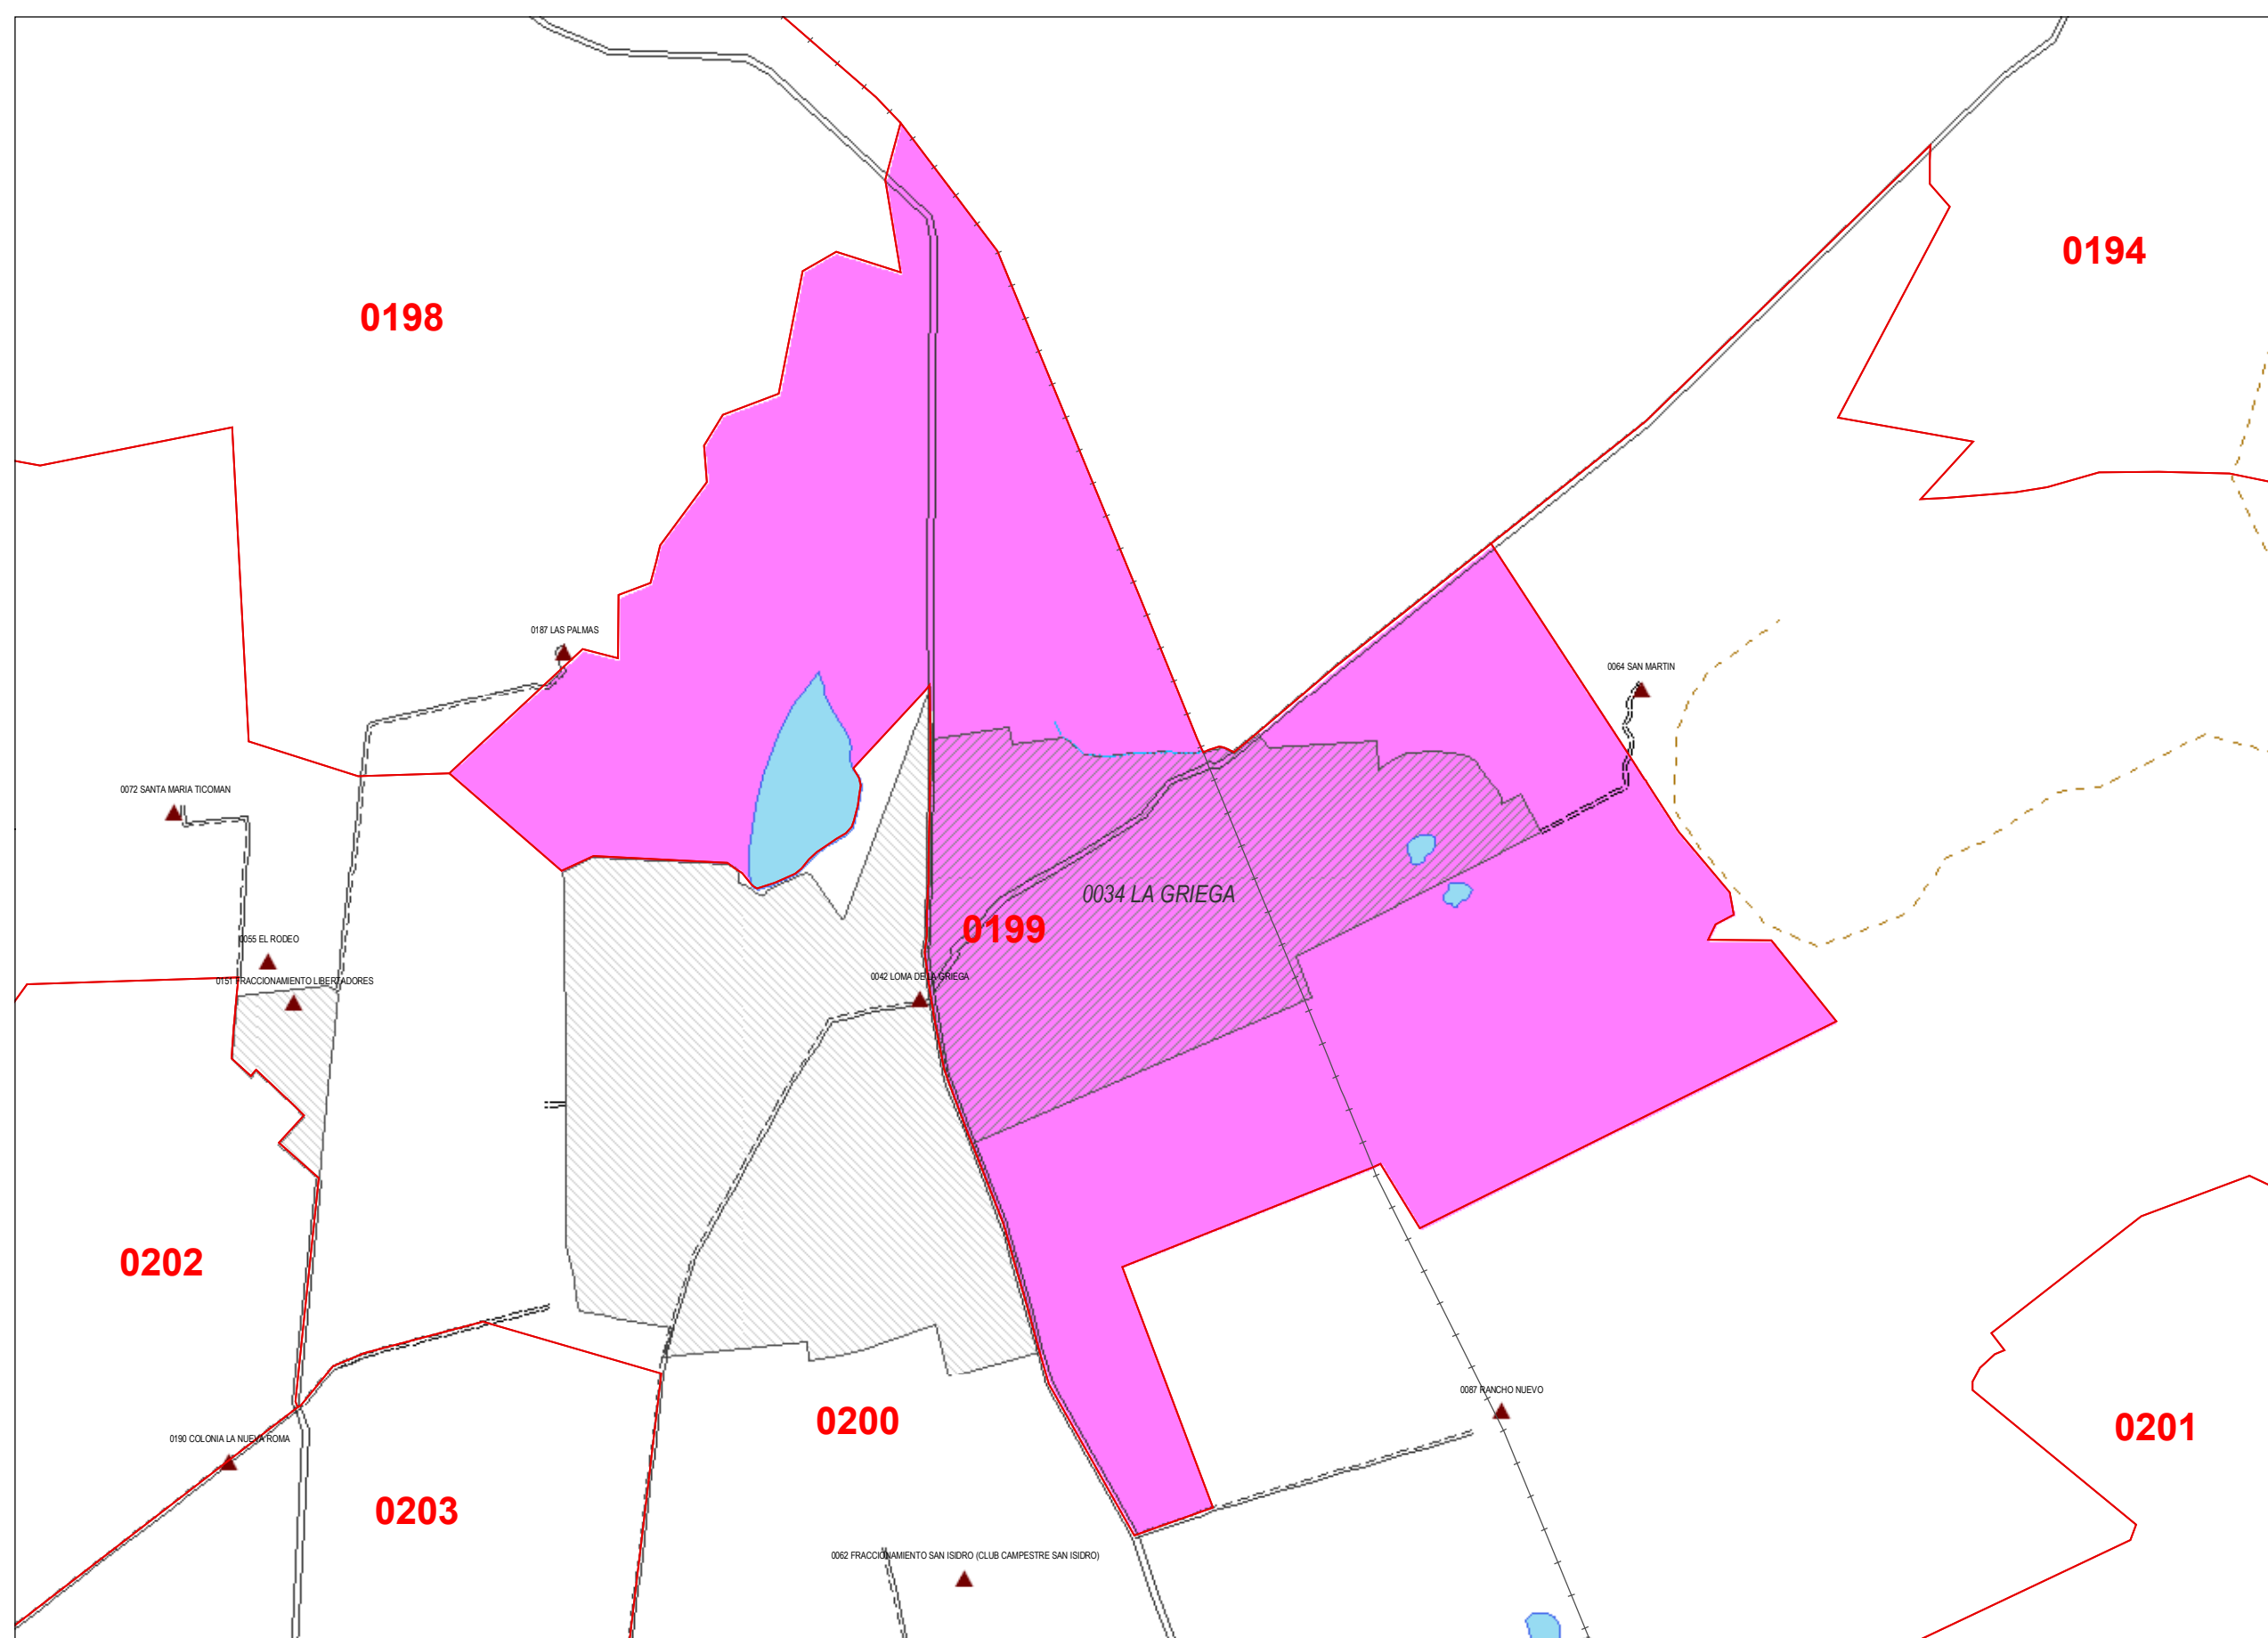 0194
0198
0187 LAS PALMAS
0064 SAN MARTIN
0072 SANTA MARIA TICOMAN
0034 LA GRIEGA
0199
0055 EL RODEO
0042 LOMA DE LA GRIEGA
0151 FRACCIONAMIENTO LIBERTADORES
0202
0087 RANCHO NUEVO
0200
0201
0190 COLONIA LA NUEVA ROMA
0203
0062 FRACCIONAMIENTO SAN ISIDRO (CLUB CAMPESTRE SAN ISIDRO)